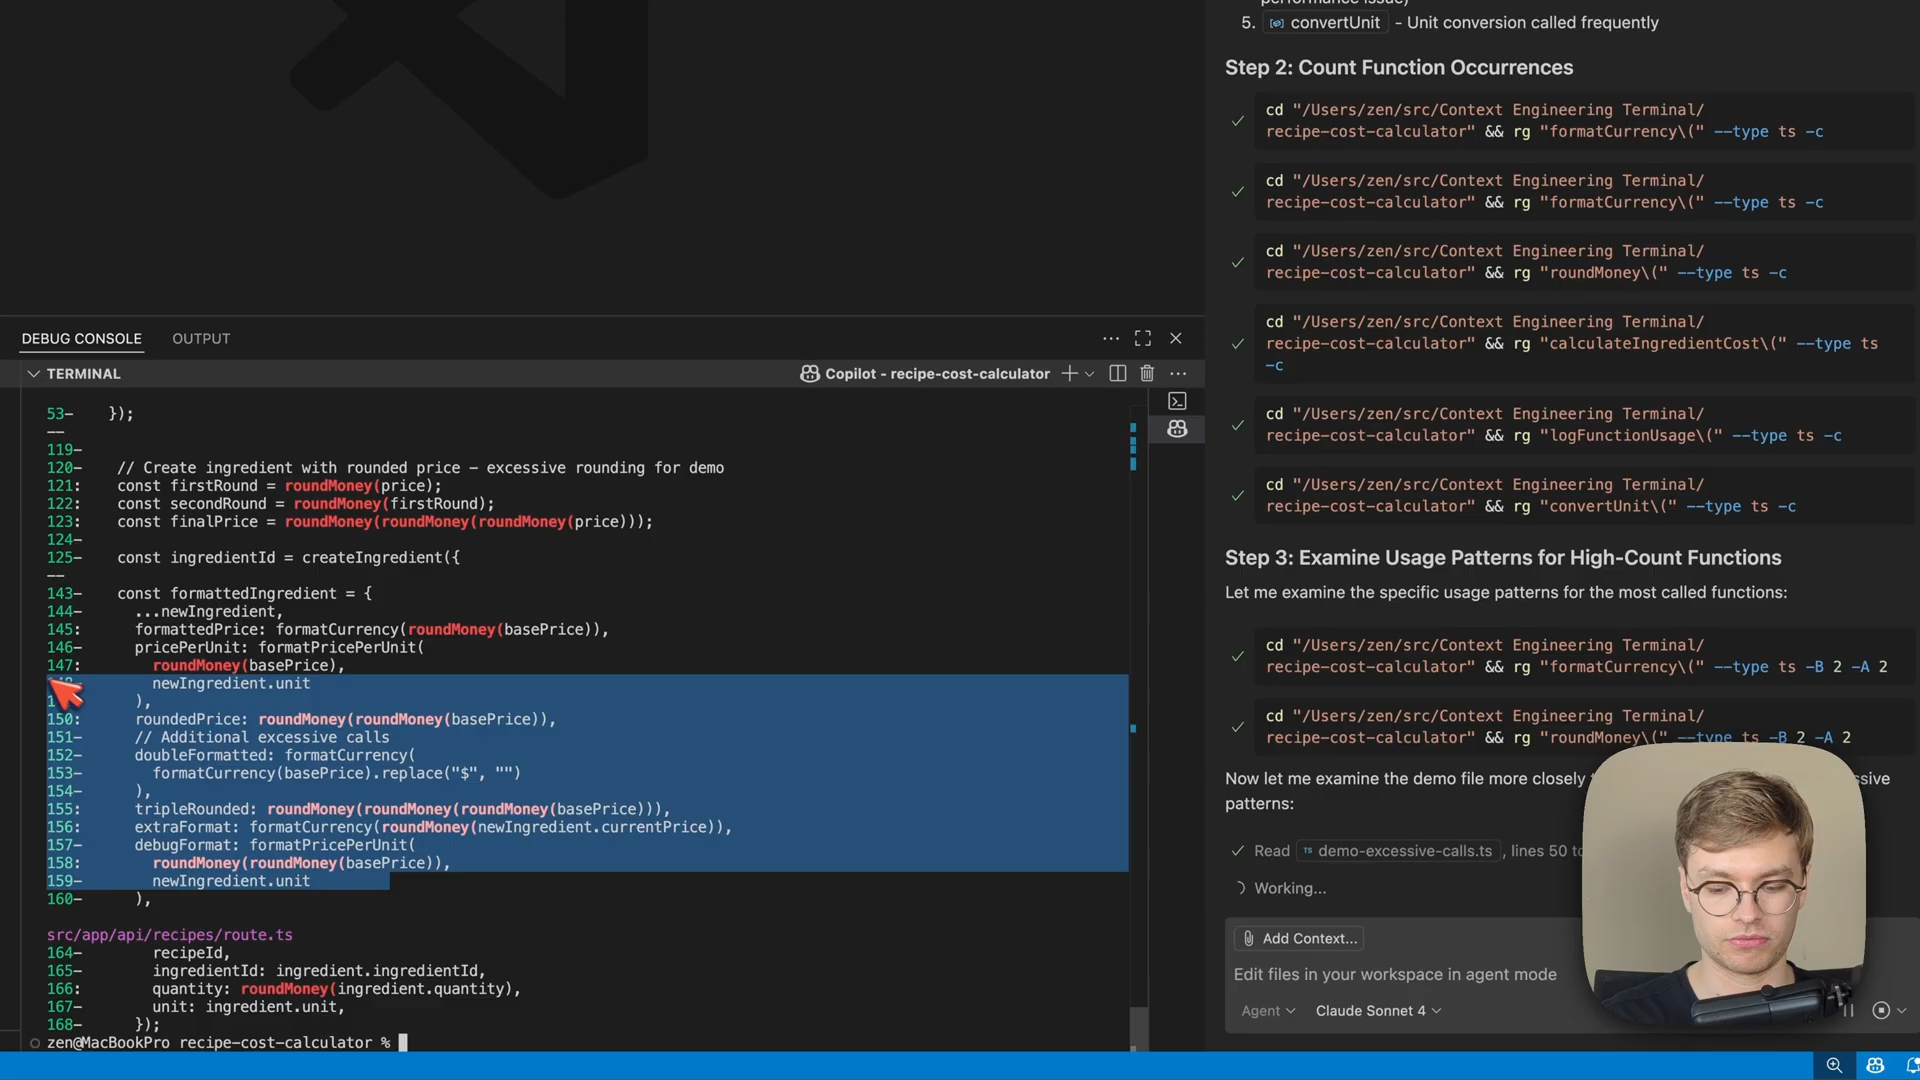 DEBUG CONSOLE
OUTPUT
TERMINAL
Copilot - recipe-cost-calculator
53- });
--
119-
120- // Create ingredient with rounded price - excessive rounding for demo
121: const firstRound = roundMoney(price);
122: const secondRound = roundMoney(firstRound);
123: const finalPrice = roundMoney(roundMoney(roundMoney(price)));
124-
125- const ingredientId = createIngredient({
--
143- const formattedIngredient = {
144- ...newIngredient,
145: formattedPrice: formatCurrency(roundMoney(basePrice)),
146- pricePerUnit: formatPricePerUnit(
147: roundMoney(basePrice),
newIngredient.unit
),
150: roundedPrice: roundMoney(roundMoney(basePrice)),
151- // Additional excessive calls
152- doubleFormatted: formatCurrency(
153- formatCurrency(basePrice).replace("$", "")
154- ),
155: tripleRounded: roundMoney(roundMoney(roundMoney(basePrice))),
156: extraFormat: formatCurrency(roundMoney(newIngredient.currentPrice)),
157- debugFormat: formatPricePerUnit(
158: roundMoney(roundMoney(basePrice)),
159- newIngredient.unit
160- ),
src/app/api/recipes/route.ts
164- recipeId,
165- ingredientId: ingredient.ingredientId,
166: quantity: roundMoney(ingredient.quantity),
167- unit: ingredient.unit,
168- });
zen@MacBookPro recipe-cost-calculator %
performance issue)
5. convertUnit - Unit conversion called frequently
Step 2: Count Function Occurrences
cd "/Users/zen/src/Context Engineering Terminal/
recipe-cost-calculator" && rg "formatCurrency\(" --type ts -c
cd "/Users/zen/src/Context Engineering Terminal/
recipe-cost-calculator" && rg "formatCurrency\(" --type ts -c
cd "/Users/zen/src/Context Engineering Terminal/
recipe-cost-calculator" && rg "roundMoney\(" --type ts -c
cd "/Users/zen/src/Context Engineering Terminal/
recipe-cost-calculator" && rg "calculateIngredientCost\(" --type ts
-c
cd "/Users/zen/src/Context Engineering Terminal/
recipe-cost-calculator" && rg "logFunctionUsage\(" --type ts -c
cd "/Users/zen/src/Context Engineering Terminal/
recipe-cost-calculator" && rg "convertUnit\(" --type ts -c
Step 3: Examine Usage Patterns for High-Count Functions
Let me examine the specific usage patterns for the most called functions:
cd "/Users/zen/src/Context Engineering Terminal/
recipe-cost-calculator" && rg "formatCurrency\(" --type ts -B 2 -A 2
cd "/Users/zen/src/Context Engineering Terminal/
recipe-cost-calculator" && rg "roundMoney\(" --type ts -B 2 -A 2
Now let me examine the demo file more closely
patterns:
Read TS demo-excessive-calls.ts, lines 50
Working...
Add Context...
Edit files in your workspace in agent mode
Agent
Claude Sonnet 4